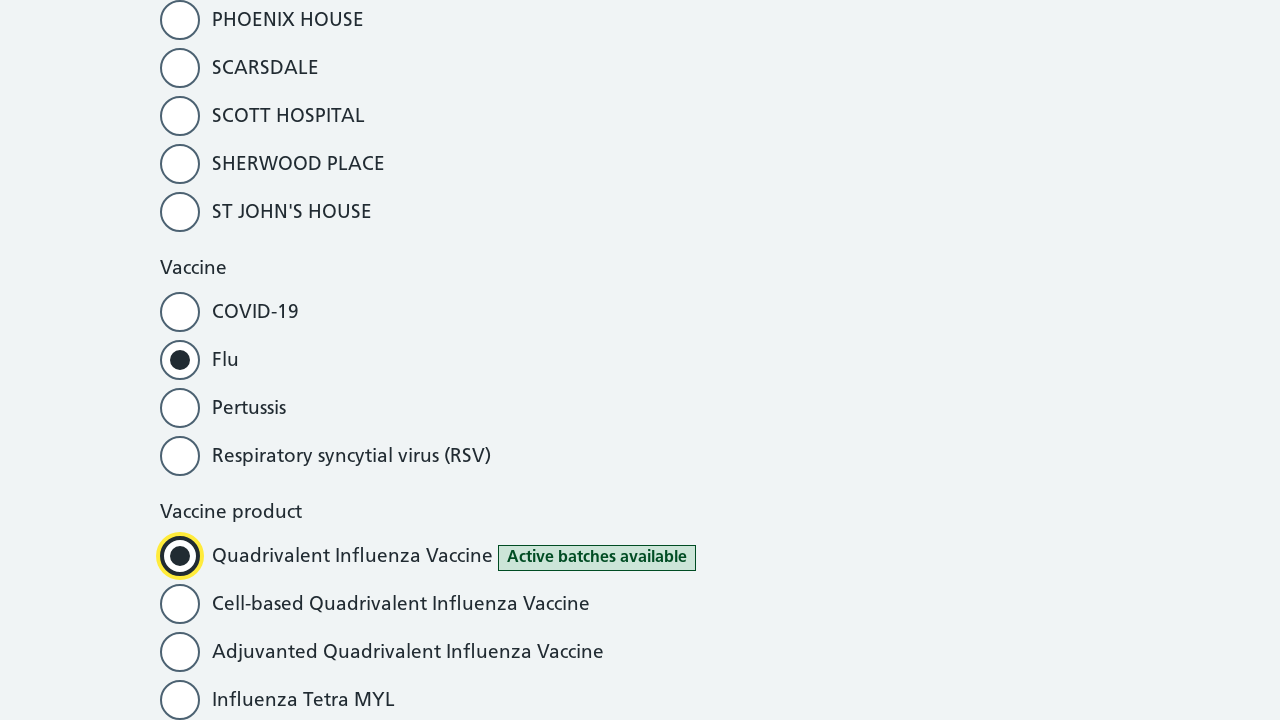 PHOENIX HOUSE
SCARSDALE
SCOTT HOSPITAL
SHERWOOD PLACE
ST JOHN'S HOUSE
Vaccine
COVID-19
Flu
Pertussis
Respiratory syncytial virus (RSV)
Vaccine product
Quadrivalent Influenza Vaccine Active batches available
Cell-based Quadrivalent Influenza Vaccine
Adjuvanted Quadrivalent Influenza Vaccine
Influenza Tetra MYL